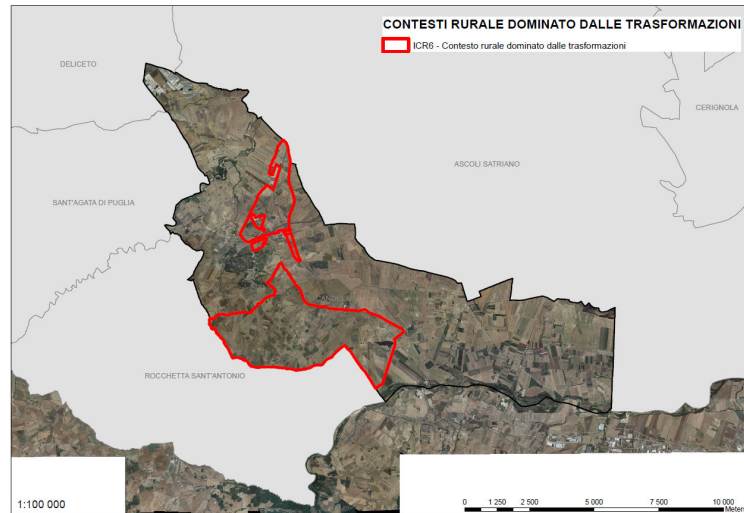 CONTESTI RURALE DOMINATO DALLE TRASFORMAZIONI
ICR6 - Contesto rurale dominato dalle trasformazioni
DELICETO
CERIGNOLA
ASCOLI SATRIANO
SANT'AGATA DI PUGLIA
ROCCHETTA SANT'ANTONIO
1:100 000
0 1 250 2 500 5 000 7 500 10 000
Meters